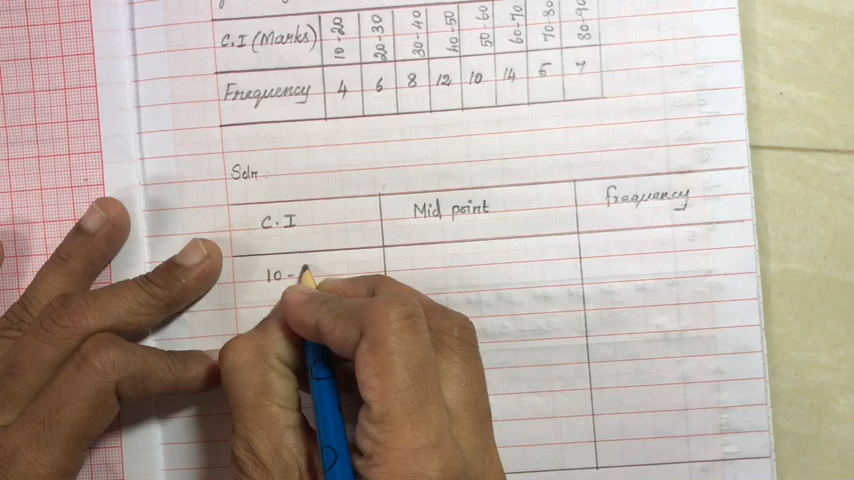 C.I (Marks) 10-20 20-30 30-40 40-50 50-60 60-70 70-80 80-90
Frequency 4 6 8 12 10 14 5 7
Soln:
C.I Mid point frequency
10-